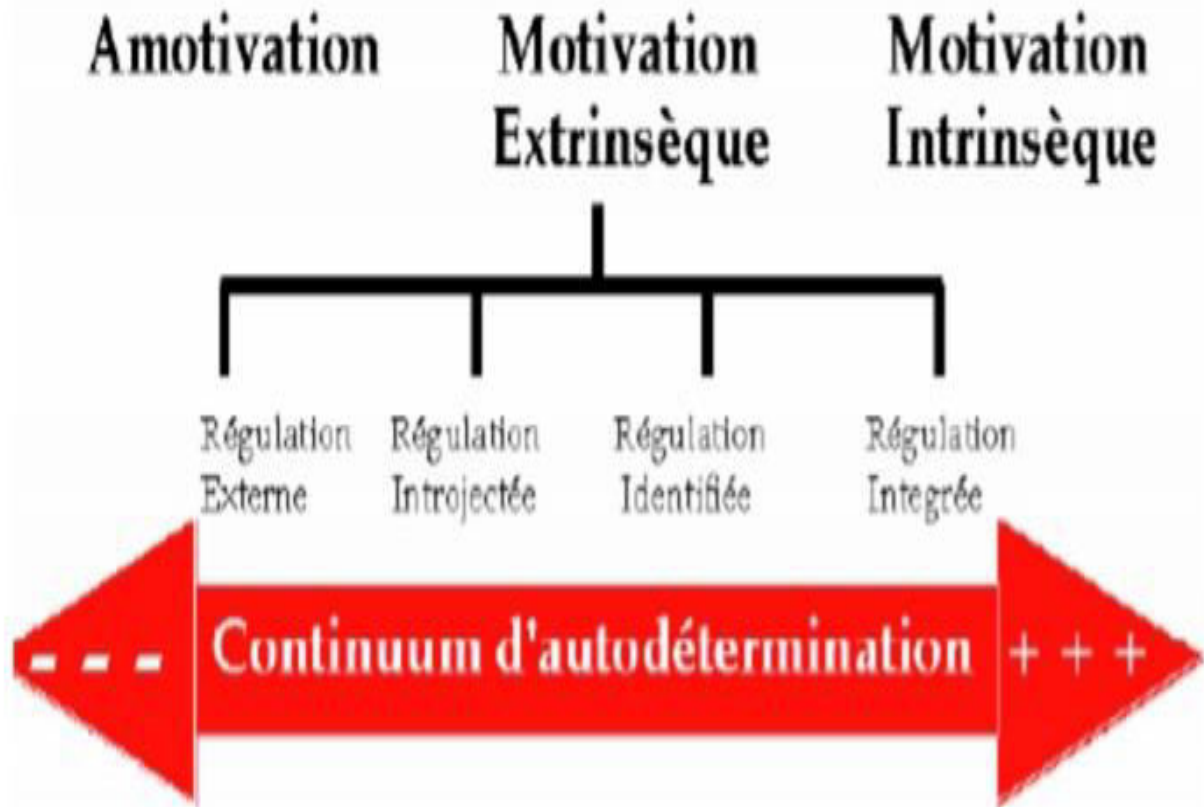 Amotivation
Motivation
Extrinsèque
Motivation
Intrinsèque
Régulation
Externe
Régulation
Introjectée
Régulation
Identifiée
Régulation
Integrée
- - - Continuum d'autodétermination + + +